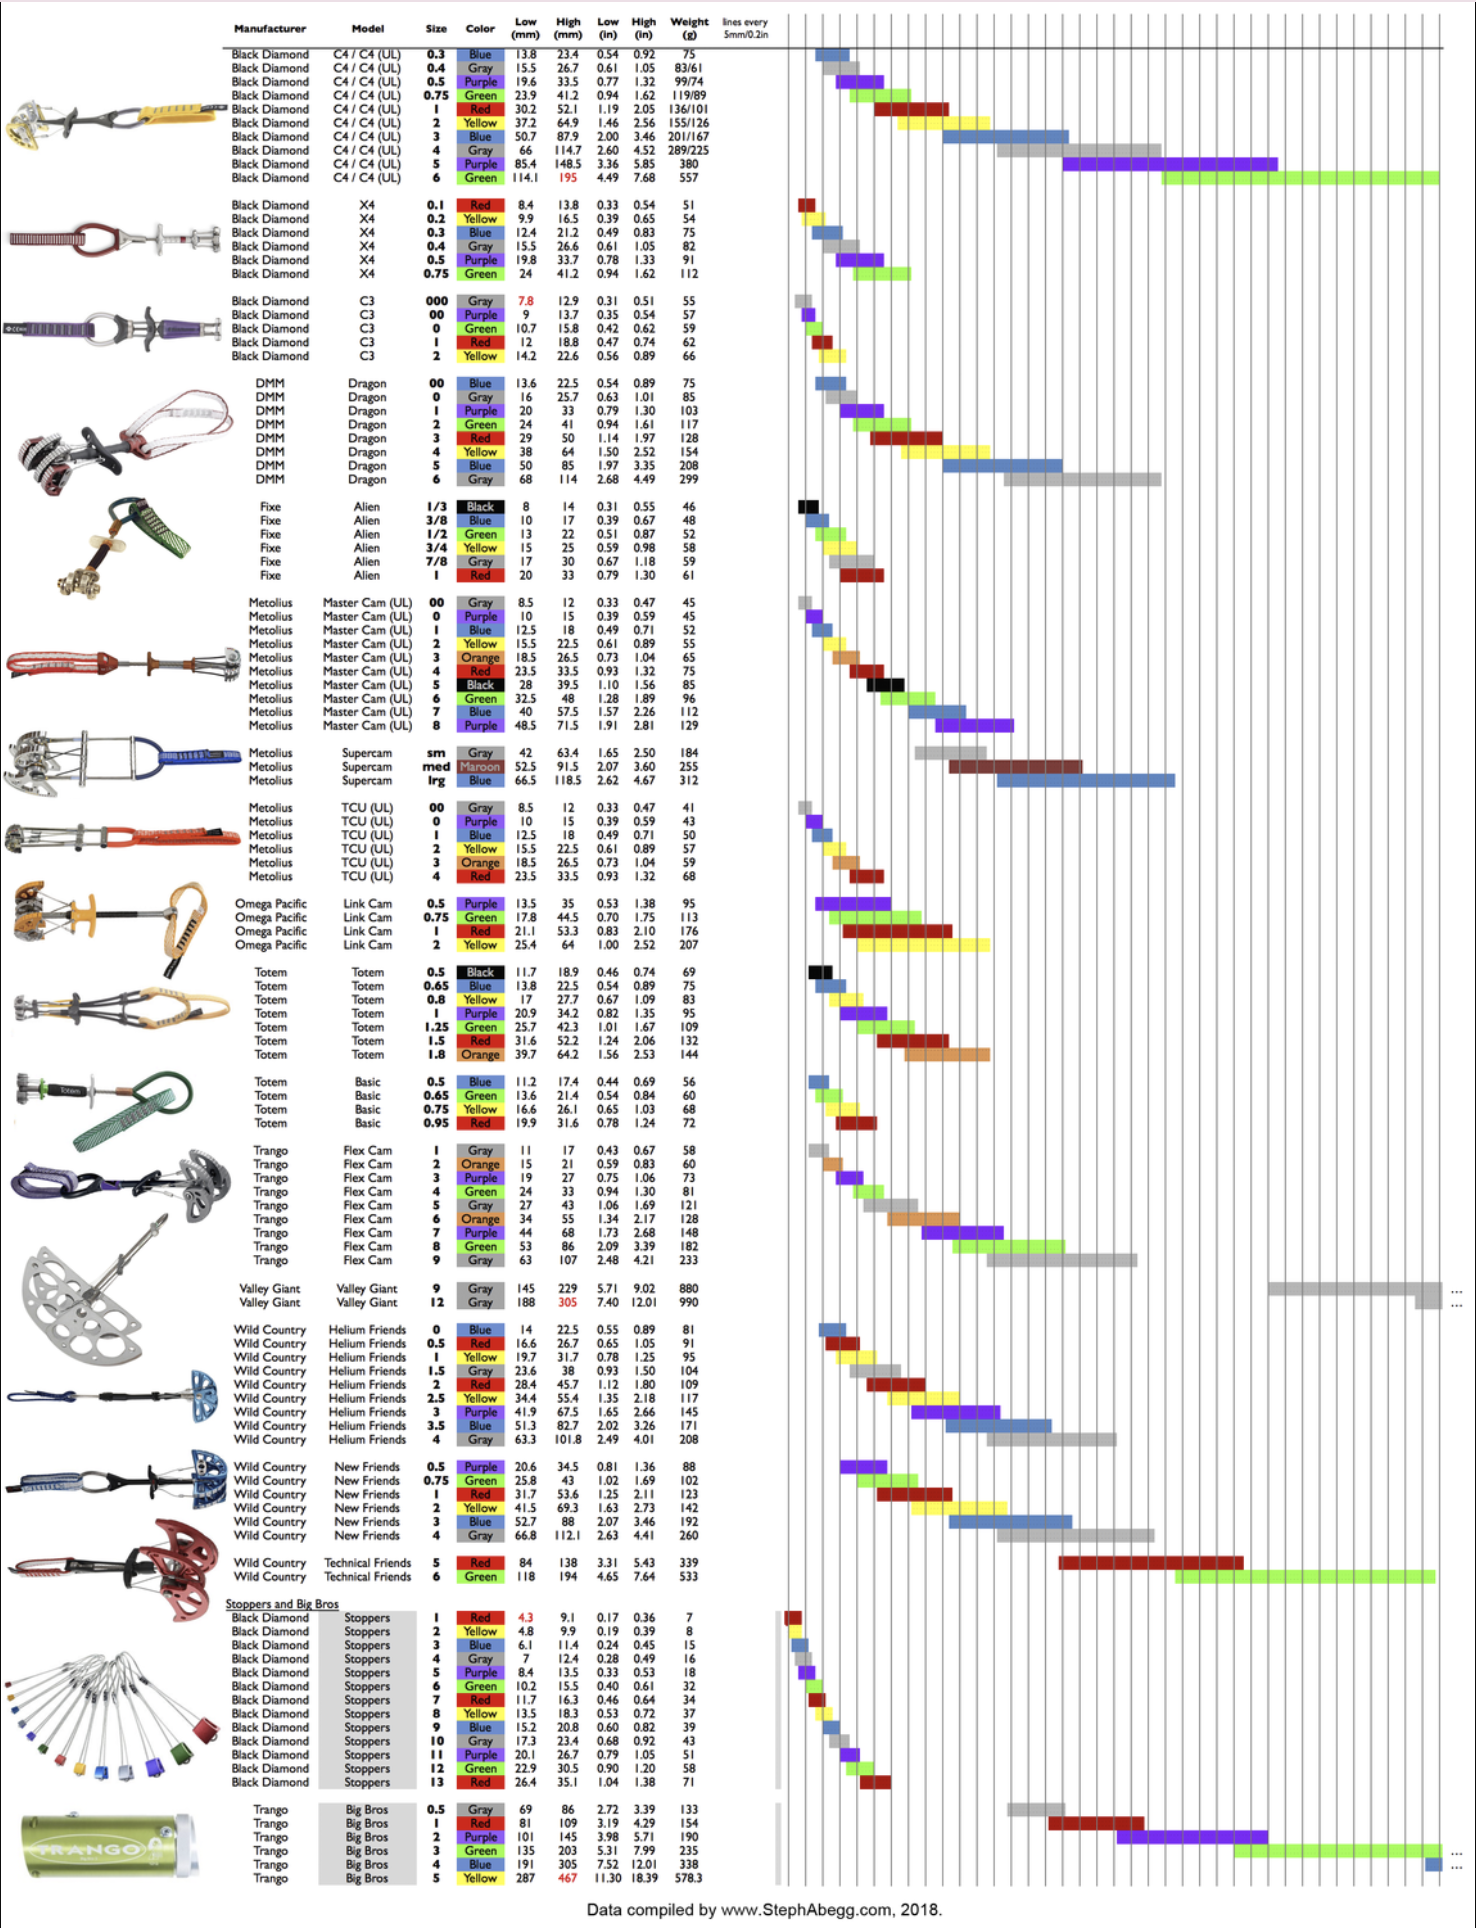 Manufacturer Model Size Color Low (mm) High (mm) Low (in) High (in) Weight (g) lines every 5mm/0.2in
Black Diamond C4 / C4 (UL) 0.3 Blue 13.8 23.4 0.54 0.92 75
Black Diamond C4 / C4 (UL) 0.4 Gray 15.5 26.7 0.61 1.05 83/61
Black Diamond C4 / C4 (UL) 0.5 Purple 19.6 33.5 0.77 1.32 99/74
Black Diamond C4 / C4 (UL) 0.75 Green 23.9 41.2 0.94 1.62 119/89
Black Diamond C4 / C4 (UL) 1 Red 30.2 52.1 1.19 2.05 136/101
Black Diamond C4 / C4 (UL) 2 Yellow 37.2 64.9 1.46 2.56 155/126
Black Diamond C4 / C4 (UL) 3 Blue 50.7 87.9 2.00 3.46 201/167
Black Diamond C4 / C4 (UL) 4 Gray 66 114.7 2.60 4.52 289/225
Black Diamond C4 / C4 (UL) 5 Purple 85.4 148.5 3.36 5.85 380
Black Diamond C4 / C4 (UL) 6 Green 114.1 195 4.49 7.68 557
Black Diamond X4 0.1 Red 8.4 13.8 0.33 0.54 51
Black Diamond X4 0.2 Yellow 9.9 16.5 0.39 0.65 54
Black Diamond X4 0.3 Blue 12.4 21.2 0.49 0.83 75
Black Diamond X4 0.4 Gray 15.5 26.6 0.61 1.05 82
Black Diamond X4 0.5 Purple 19.8 33.7 0.78 1.33 91
Black Diamond X4 0.75 Green 24 41.2 0.94 1.62 112
Black Diamond C3 000 Gray 7.8 12.9 0.31 0.51 55
Black Diamond C3 00 Purple 9 13.7 0.35 0.54 57
Black Diamond C3 0 Green 10.7 15.8 0.42 0.62 59
Black Diamond C3 1 Red 12 18.8 0.47 0.74 62
Black Diamond C3 2 Yellow 14.2 22.6 0.56 0.89 66
DMM Dragon 00 Blue 13.6 22.5 0.54 0.89 75
DMM Dragon 0 Gray 16 25.7 0.63 1.01 85
DMM Dragon 1 Purple 20 33 0.79 1.30 103
DMM Dragon 2 Green 24 41 0.94 1.61 117
DMM Dragon 3 Red 29 50 1.14 1.97 128
DMM Dragon 4 Yellow 38 64 1.50 2.52 154
DMM Dragon 5 Blue 50 85 1.97 3.35 208
DMM Dragon 6 Gray 68 114 2.68 4.49 299
Fixe Alien 1/3 Black 8 14 0.31 0.55 46
Fixe Alien 3/8 Blue 10 17 0.39 0.67 48
Fixe Alien 1/2 Green 13 22 0.51 0.87 52
Fixe Alien 3/4 Yellow 15 25 0.59 0.98 58
Fixe Alien 7/8 Gray 17 30 0.67 1.18 59
Fixe Alien 1 Red 20 33 0.79 1.30 61
Metolius Master Cam (UL) 00 Gray 8.5 12 0.33 0.47 45
Metolius Master Cam (UL) 0 Purple 10 15 0.39 0.59 45
Metolius Master Cam (UL) 1 Blue 12.5 18 0.49 0.71 52
Metolius Master Cam (UL) 2 Yellow 15.5 22.5 0.61 0.89 55
Metolius Master Cam (UL) 3 Orange 18.5 26.5 0.73 1.04 65
Metolius Master Cam (UL) 4 Red 23.5 33.5 0.93 1.32 75
Metolius Master Cam (UL) 5 Black 28 39.5 1.10 1.56 85
Metolius Master Cam (UL) 6 Green 32.5 48 1.28 1.89 96
Metolius Master Cam (UL) 7 Blue 40 57.5 1.57 2.26 112
Metolius Master Cam (UL) 8 Purple 48.5 71.5 1.91 2.81 129
Metolius Supercam sm Gray 42 63.4 1.65 2.50 184
Metolius Supercam med Maroon 52.5 91.5 2.07 3.60 255
Metolius Supercam lrg Blue 66.5 118.5 2.62 4.67 312
Metolius TCU (UL) 00 Gray 8.5 12 0.33 0.47 41
Metolius TCU (UL) 0 Purple 10 15 0.39 0.59 43
Metolius TCU (UL) 1 Blue 12.5 18 0.49 0.71 50
Metolius TCU (UL) 2 Yellow 15.5 22.5 0.61 0.89 57
Metolius TCU (UL) 3 Orange 18.5 26.5 0.73 1.04 59
Metolius TCU (UL) 4 Red 23.5 33.5 0.93 1.32 68
Omega Pacific Link Cam 0.5 Purple 13.5 35 0.53 1.38 95
Omega Pacific Link Cam 0.75 Green 17.8 44.5 0.70 1.75 113
Omega Pacific Link Cam 1 Red 21.1 53.3 0.83 2.10 176
Omega Pacific Link Cam 2 Yellow 25.4 64 1.00 2.52 207
Totem Totem 0.5 Black 11.7 18.9 0.46 0.74 69
Totem Totem 0.65 Blue 13.8 22.5 0.54 0.89 75
Totem Totem 0.8 Yellow 17 27.7 0.67 1.09 83
Totem Totem 1 Purple 20.9 34.2 0.82 1.35 95
Totem Totem 1.25 Green 25.7 42.3 1.01 1.67 109
Totem Totem 1.5 Red 31.6 52.2 1.24 2.06 132
Totem Totem 1.8 Orange 39.7 64.2 1.56 2.53 144
Totem
Totem Basic 0.5 Blue 11.2 17.4 0.44 0.69 56
Totem Basic 0.65 Green 13.6 21.4 0.54 0.84 60
Totem Basic 0.75 Yellow 16.6 26.1 0.65 1.03 68
Totem Basic 0.95 Red 19.9 31.6 0.78 1.24 72
Trango Flex Cam 1 Gray 11 17 0.43 0.67 58
Trango Flex Cam 2 Orange 15 21 0.59 0.83 60
Trango Flex Cam 3 Purple 19 27 0.75 1.06 73
Trango Flex Cam 4 Green 24 33 0.94 1.30 81
Trango Flex Cam 5 Gray 27 43 1.06 1.69 121
Trango Flex Cam 6 Orange 34 55 1.34 2.17 128
Trango Flex Cam 7 Purple 44 68 1.73 2.68 148
Trango Flex Cam 8 Green 53 86 2.09 3.39 182
Trango Flex Cam 9 Gray 63 107 2.48 4.21 233
Valley Giant Valley Giant 9 Gray 145 229 5.71 9.02 880 ...
Valley Giant Valley Giant 12 Gray 188 305 7.40 12.01 990 ...
Wild Country Helium Friends 0 Blue 14 22.5 0.55 0.89 81
Wild Country Helium Friends 0.5 Red 16.6 26.7 0.65 1.05 91
Wild Country Helium Friends 1 Yellow 19.7 31.7 0.78 1.25 95
Wild Country Helium Friends 1.5 Gray 23.6 38 0.93 1.50 104
Wild Country Helium Friends 2 Red 28.4 45.7 1.12 1.80 109
Wild Country Helium Friends 2.5 Yellow 34.4 55.4 1.35 2.18 117
Wild Country Helium Friends 3 Purple 41.9 67.5 1.65 2.66 145
Wild Country Helium Friends 3.5 Blue 51.3 82.7 2.02 3.26 171
Wild Country Helium Friends 4 Gray 63.3 101.8 2.49 4.01 208
Wild Country New Friends 0.5 Purple 20.6 34.5 0.81 1.36 88
Wild Country New Friends 0.75 Green 25.8 43 1.02 1.69 102
Wild Country New Friends 1 Red 31.7 53.6 1.25 2.11 123
Wild Country New Friends 2 Yellow 41.5 69.3 1.63 2.73 142
Wild Country New Friends 3 Blue 52.7 88 2.07 3.46 192
Wild Country New Friends 4 Gray 66.8 112.1 2.63 4.41 260
Wild Country Technical Friends 5 Red 84 138 3.31 5.43 339
Wild Country Technical Friends 6 Green 118 194 4.65 7.64 533
Stoppers and Big Bros
Black Diamond Stoppers 1 Red 4.3 9.1 0.17 0.36 7
Black Diamond Stoppers 2 Yellow 4.8 9.9 0.19 0.39 8
Black Diamond Stoppers 3 Blue 6.1 11.4 0.24 0.45 15
Black Diamond Stoppers 4 Gray 7 12.4 0.28 0.49 16
Black Diamond Stoppers 5 Purple 8.4 13.5 0.33 0.53 18
Black Diamond Stoppers 6 Green 10.2 15.5 0.40 0.61 32
Black Diamond Stoppers 7 Red 11.7 16.3 0.46 0.64 34
Black Diamond Stoppers 8 Yellow 13.5 18.3 0.53 0.72 37
Black Diamond Stoppers 9 Blue 15.2 20.8 0.60 0.82 39
Black Diamond Stoppers 10 Gray 17.3 23.4 0.68 0.92 43
Black Diamond Stoppers 11 Purple 20.1 26.7 0.79 1.05 51
Black Diamond Stoppers 12 Green 22.9 30.5 0.90 1.20 58
Black Diamond Stoppers 13 Red 26.4 35.1 1.04 1.38 71
Trango Big Bros 0.5 Gray 69 86 2.72 3.39 133
Trango Big Bros 1 Red 81 109 3.19 4.29 154
Trango Big Bros 2 Purple 101 145 3.98 5.71 190
Trango Big Bros 3 Green 135 203 5.31 7.99 235 ...
Trango Big Bros 4 Blue 191 305 7.52 12.01 338 ...
Trango Big Bros 5 Yellow 287 467 11.30 18.39 578.3
TRANGO
Data compiled by www.StephAbegg.com, 2018.